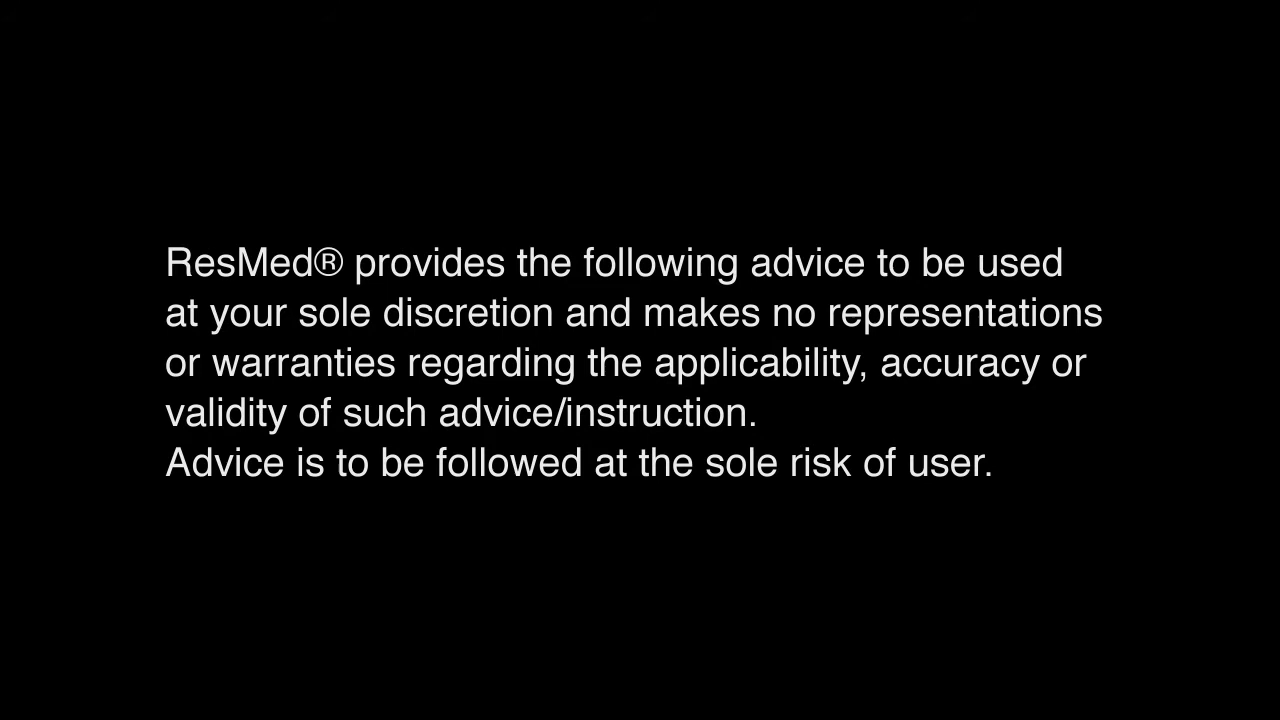 ResMed® provides the following advice to be used
at your sole discretion and makes no representations
or warranties regarding the applicability, accuracy or
validity of such advice/instruction.
Advice is to be followed at the sole risk of user.